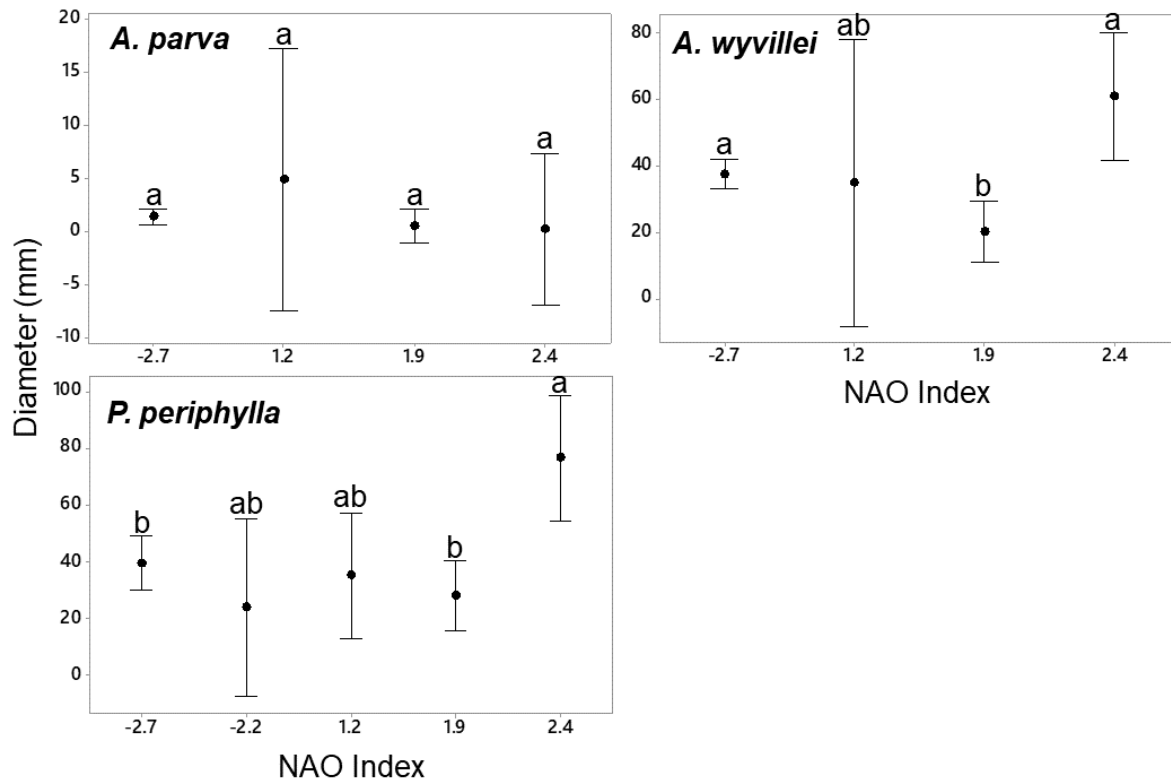 Diameter (mm)
A. parva
20
15
10
5
0
-5
-10
a
a
a
a
-2.7 1.2 1.9 2.4
A. wyvillei
80
60
40
20
0
a
ab
b
a
-2.7 1.2 1.9 2.4
NAO Index
P. periphylla
100
80
60
40
20
0
b
ab
ab
b
a
-2.7 -2.2 1.2 1.9 2.4
NAO Index